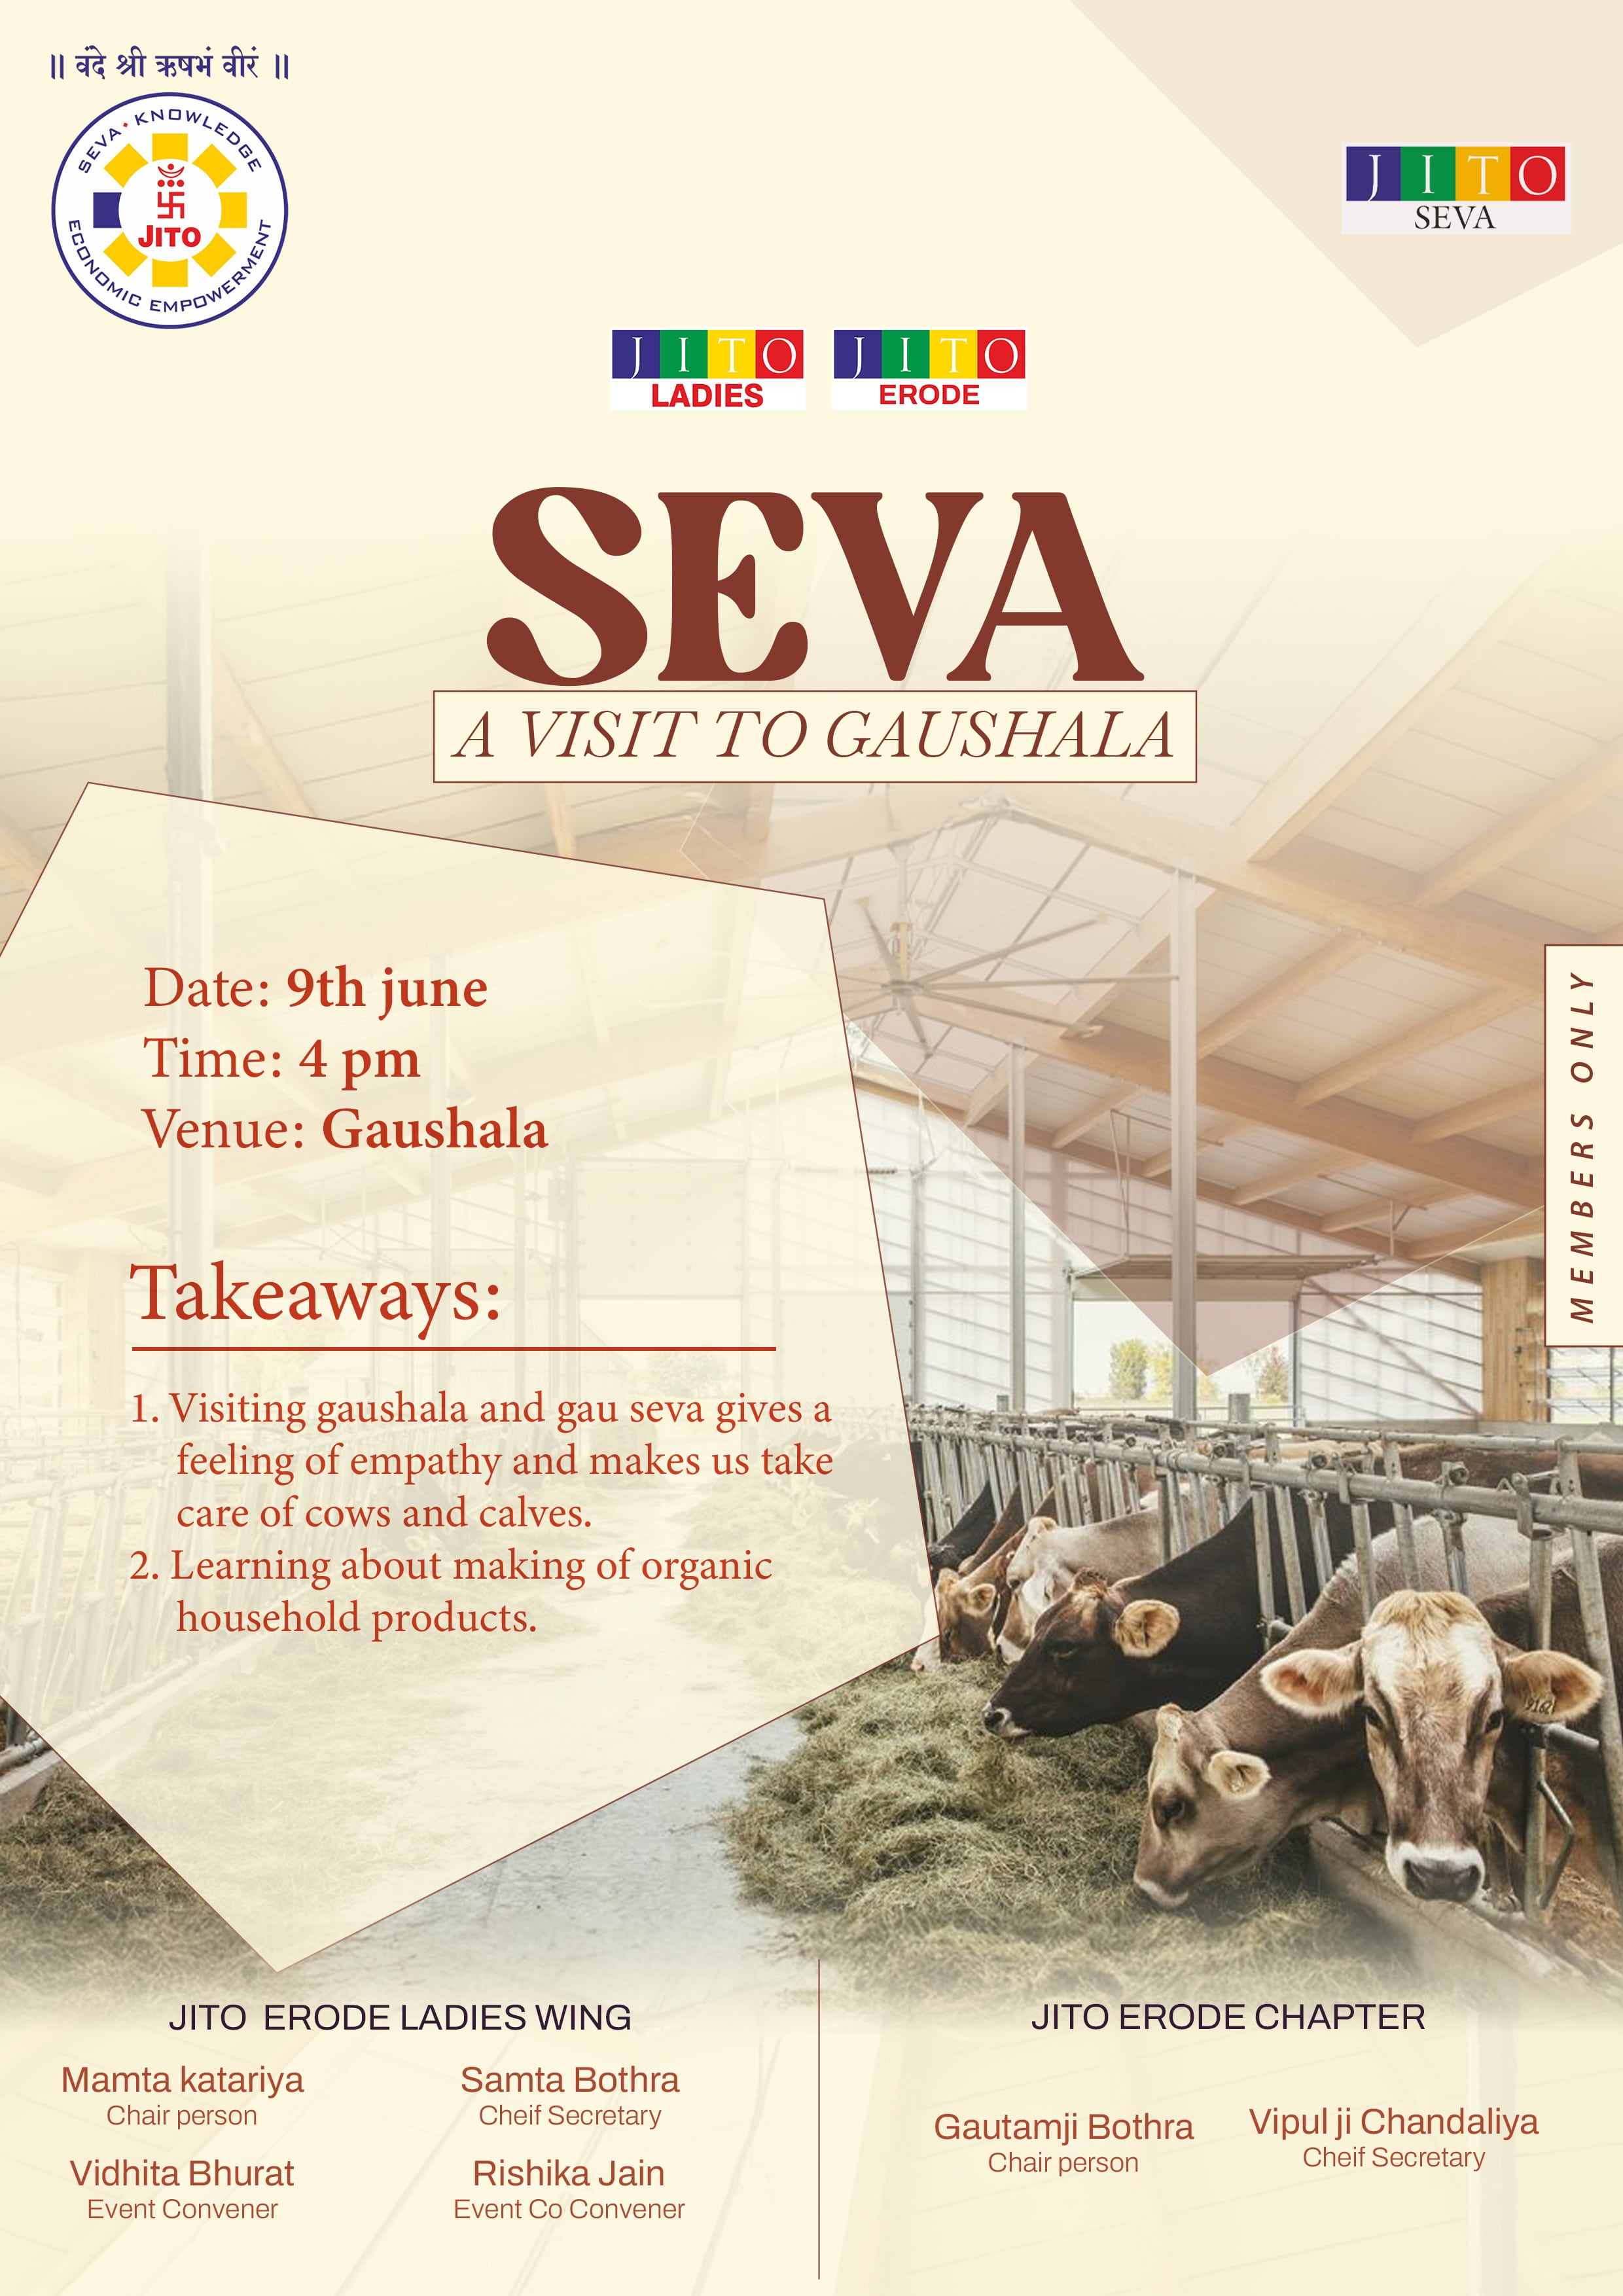 || वंदे श्री ऋषभं वीरं ||
SEVA • KNOWLEDGE
ECONOMIC EMPOWERMENT
JITO
JITO
SEVA
JITO
LADIES
JITO
ERODE
SEVA
A VISIT TO GAUSHALA
Date: 9th june
Time: 4 pm
Venue: Gaushala
MEMBERS ONLY
Takeaways:
1. Visiting gaushala and gau seva gives a
feeling of empathy and makes us take
care of cows and calves.
2. Learning about making of organic
household products.
9162
JITO  ERODE LADIES WING
Mamta katariya
Chair person
Samta Bothra
Cheif Secretary
Vidhita Bhurat
Event Convener
Rishika Jain
Event Co Convener
JITO ERODE CHAPTER
Gautamji Bothra
Chair person
Vipul ji Chandaliya
Cheif Secretary